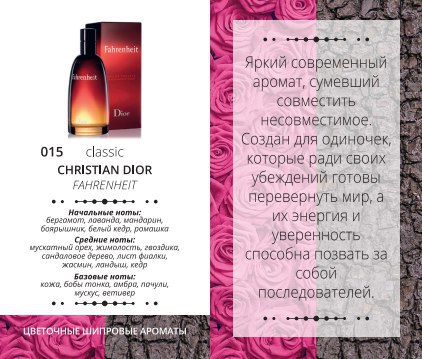 Fahrenheit
Fahrenheit
Dior
015 classic
CHRISTIAN DIOR
FAHRENHEIT
Начальные ноты:
бергамот, лаванда, мандарин,
боярышник, белый кедр, ромашка
Средние ноты:
мускатный орех, жимолость, гвоздика,
сандаловое дерево, лист фиалки,
жасмин, ландыш, кедр
Базовые ноты:
кожа, бобы тонка, амбра, пачули,
мускус, ветивер
ЦВЕТОЧНЫЕ ШИПРОВЫЕ АРОМАТЫ
Яркий современный
аромат, сумевший
совместить
несовместимое.
Создан для одиночек,
которые ради своих
убеждений готовы
перевернуть мир, а
их энергия и
уверенность
способна позвать за
собой
последователей.